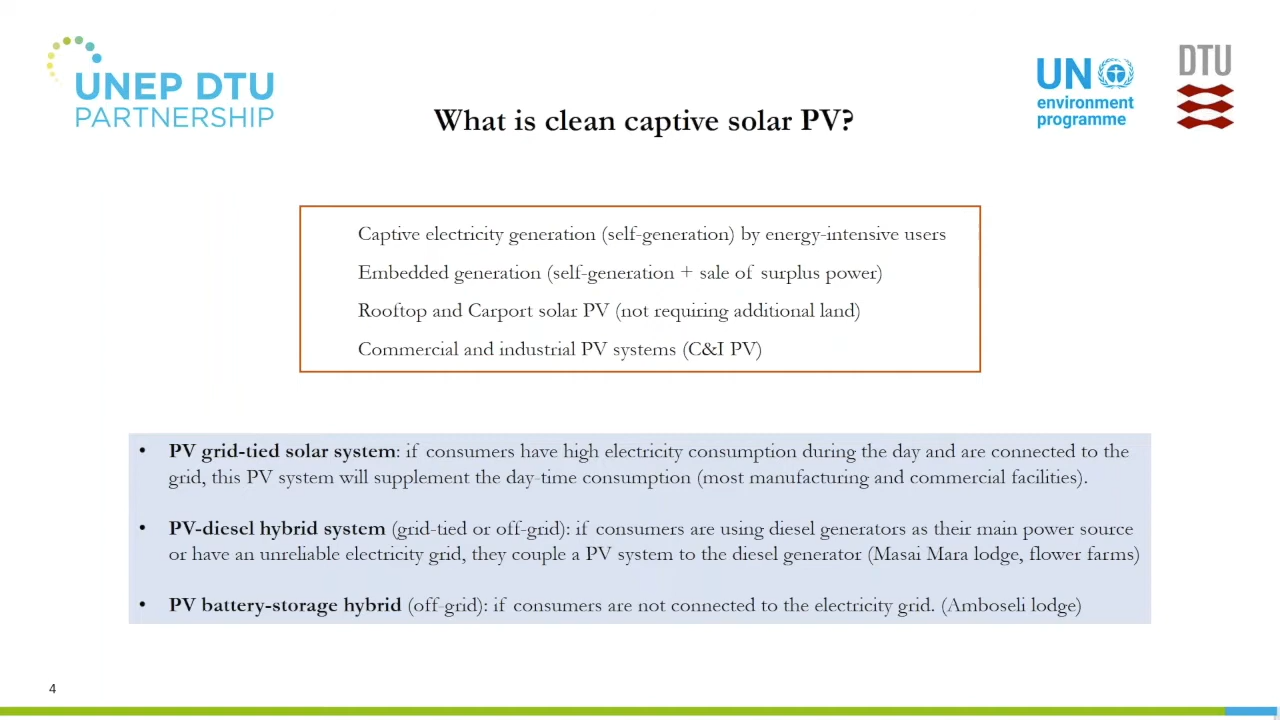 UNEP DTU
PARTNERSHIP
UN
environment
programme
DTU
What is clean captive solar PV?
Captive electricity generation (self-generation) by energy-intensive users
Embedded generation (self-generation + sale of surplus power)
Rooftop and Carport solar PV (not requiring additional land)
Commercial and industrial PV systems (C&I PV)
• PV grid-tied solar system: if consumers have high electricity consumption during the day and are connected to the
grid, this PV system will supplement the day-time consumption (most manufacturing and commercial facilities).
• PV-diesel hybrid system (grid-tied or off-grid): if consumers are using diesel generators as their main power source
or have an unreliable electricity grid, they couple a PV system to the diesel generator (Masai Mara lodge, flower farms)
• PV battery-storage hybrid (off-grid): if consumers are not connected to the electricity grid. (Amboseli lodge)
4